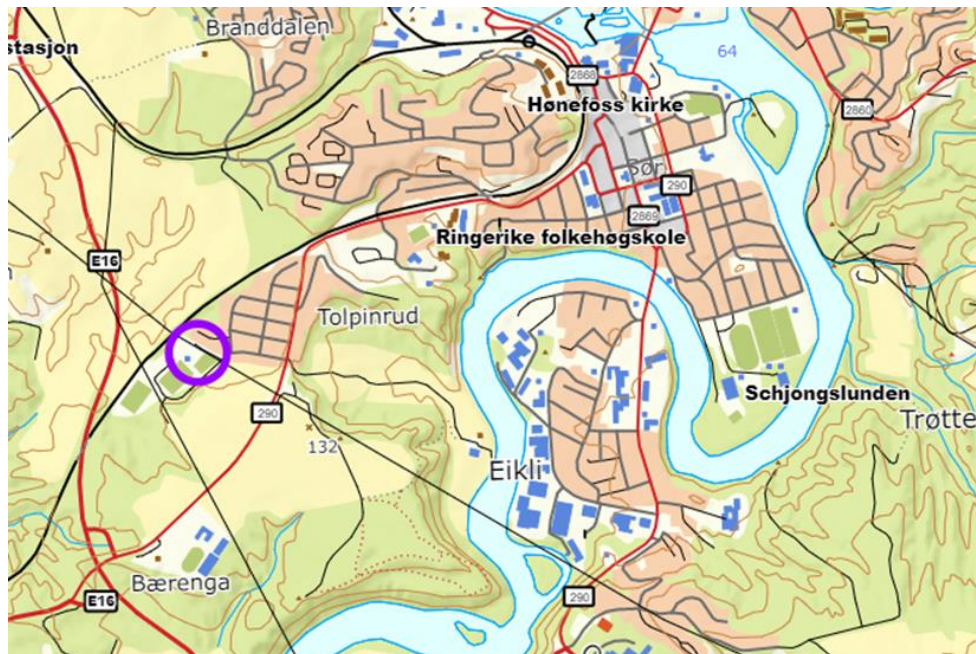 Branddalen
stasjon
64
2868
Hønefoss kirke
2860
Sør
290
2869
Ringerike folkehøgskole
E16
Tolpinrud
Schjongslunden
290
Trøtte
132
Eikli
Bærenga
E16
290